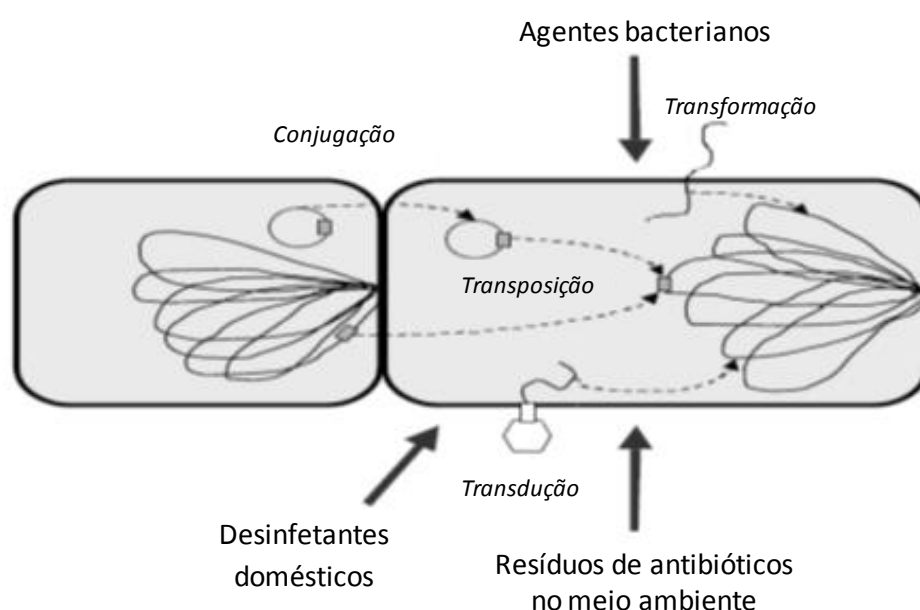 Agentes bacterianos
Transformação
Conjugação
Transposição
Transdução
Desinfetantes
domésticos
Resíduos de antibióticos
no meio ambiente